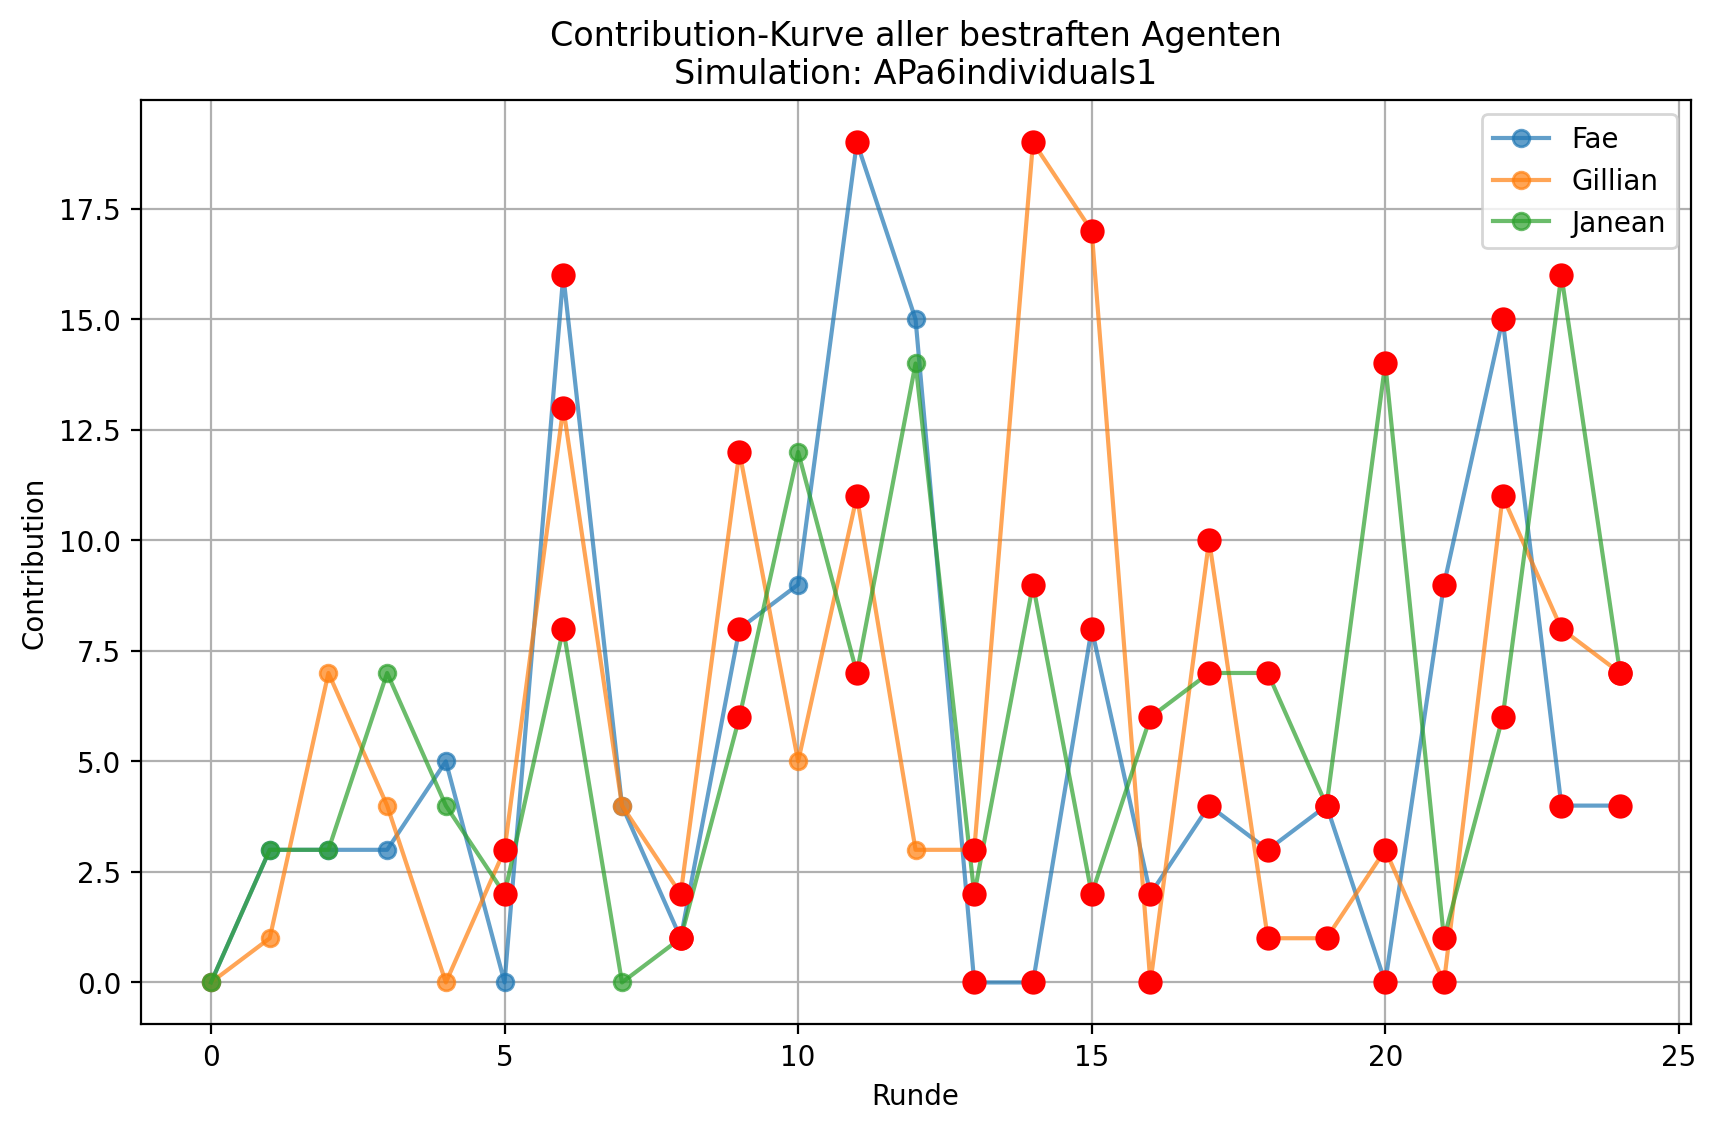 Contribution-Kurve aller bestraften Agenten
Simulation: APa6individuals1
Fae
Gillian
Janean
17.5
15.0
12.5
10.0
7.5
5.0
2.5
0.0
Contribution
0 5 10 15 20 25
Runde